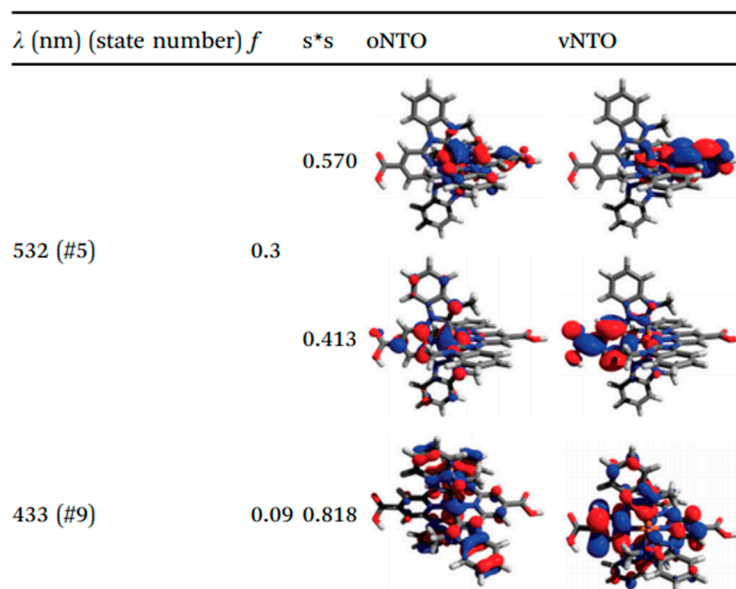 λ (nm) (state number) f s*s oNTO vNTO
0.570
532 (#5) 0.3
0.413
433 (#9) 0.09 0.818